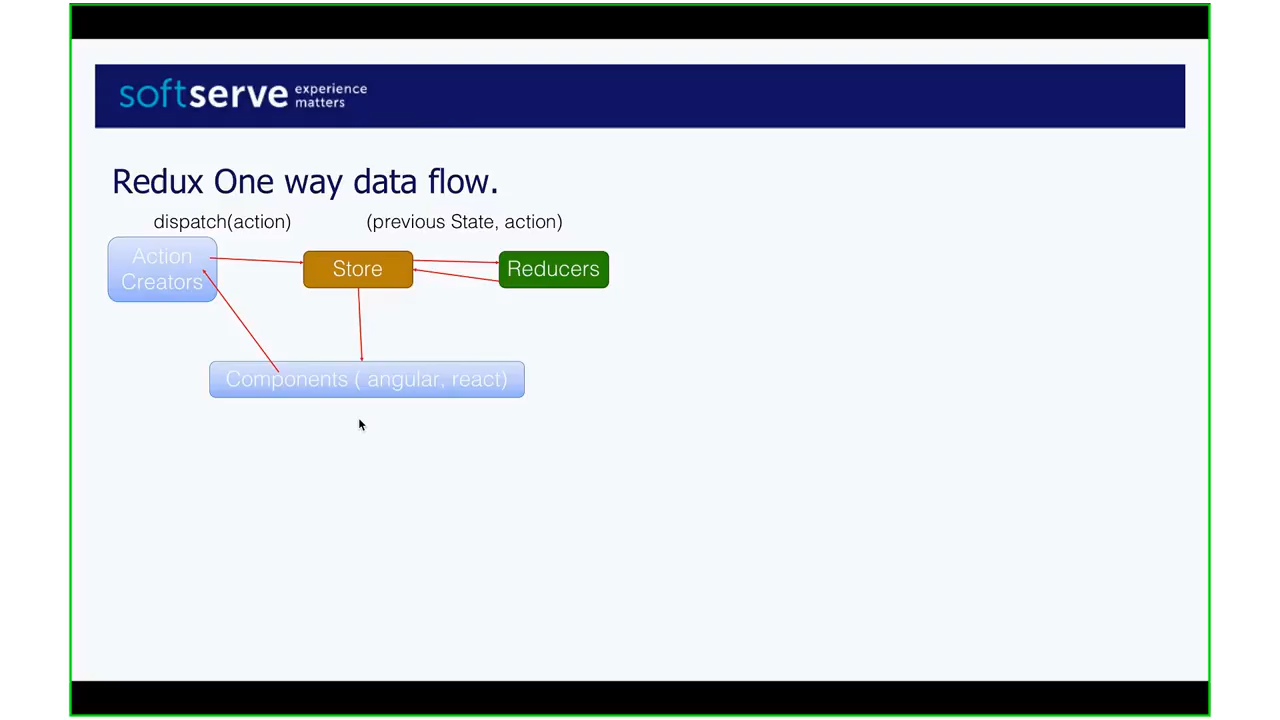 softserve experience
matters
Redux One way data flow.
dispatch(action) (previous State, action)
Action
Creators
Store
Reducers
Components ( angular, react)